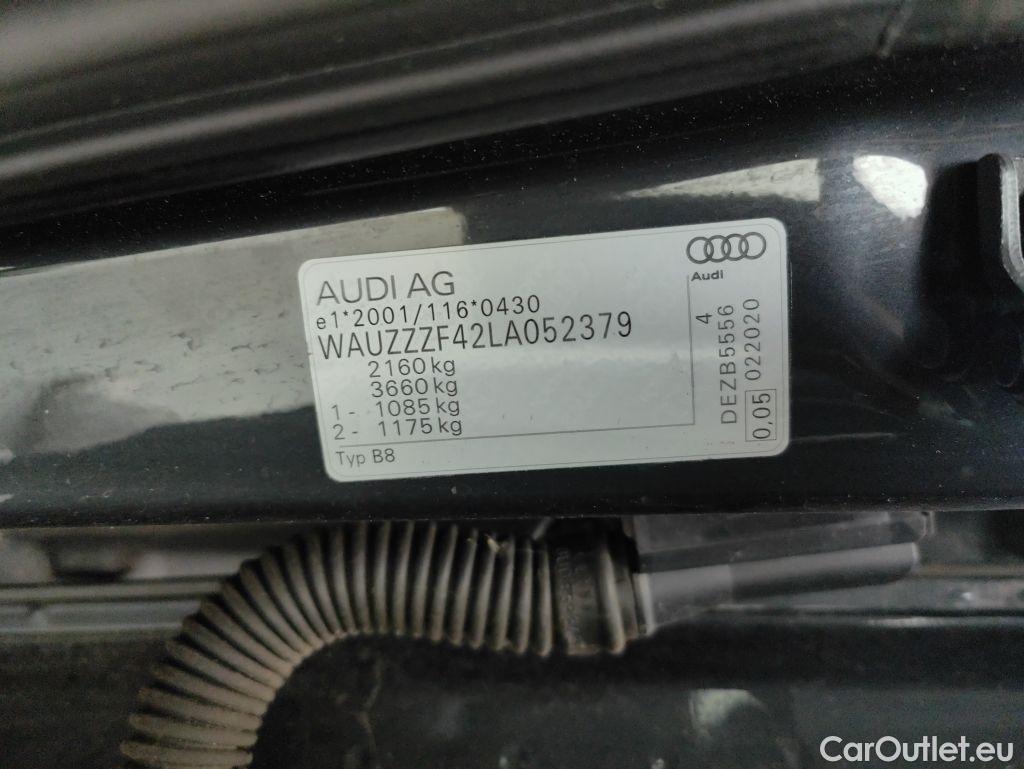 AUDI AG
e1*2001/116*0430
WAUZZZF42LA052379
2160 kg
3660 kg
1 - 1085 kg
2 - 1175 kg
Typ B8
Audi
DEZB5556 4
0,05 022020
CarOutlet.eu